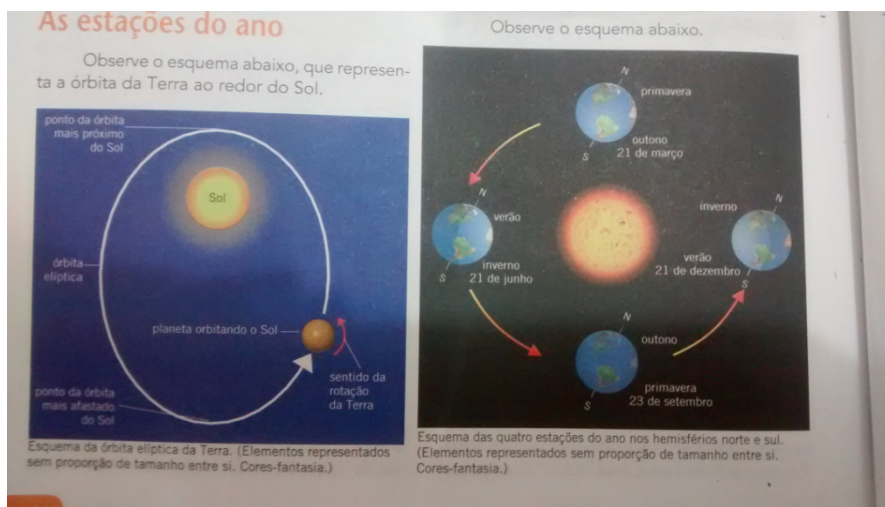 As estações do ano
Observe o esquema abaixo, que represen-
ta a órbita da Terra ao redor do Sol.
ponto da órbita
mais próximo
do Sol
Sol
órbita
elíptica
planeta orbitando o Sol
sentido da
rotação
da Terra
ponto da órbita
mais afastado
do Sol
Esquema da órbita elíptica da Terra. (Elementos representados
sem proporção de tamanho entre si. Cores-fantasia.)
Observe o esquema abaixo.
N
primavera
outono
21 de março
S
N
verão
inverno
21 de junho
S
N
inverno
verão
21 de dezembro
S
N
outono
primavera
23 de setembro
S
Esquema das quatro estações do ano nos hemisférios norte e sul.
(Elementos representados sem proporção de tamanho entre si.
Cores-fantasia.)